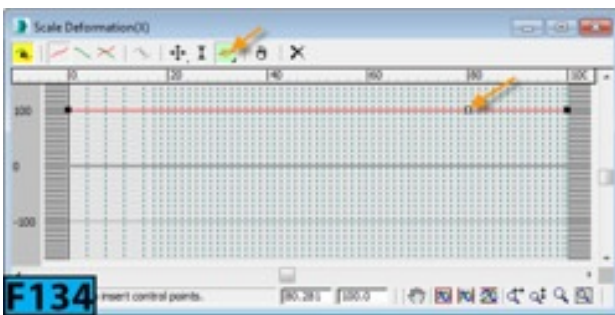 Scale Deformation(X)
0 20 40 60 80 100
100
0
-100
F134 insert control points. 80.281 100.0